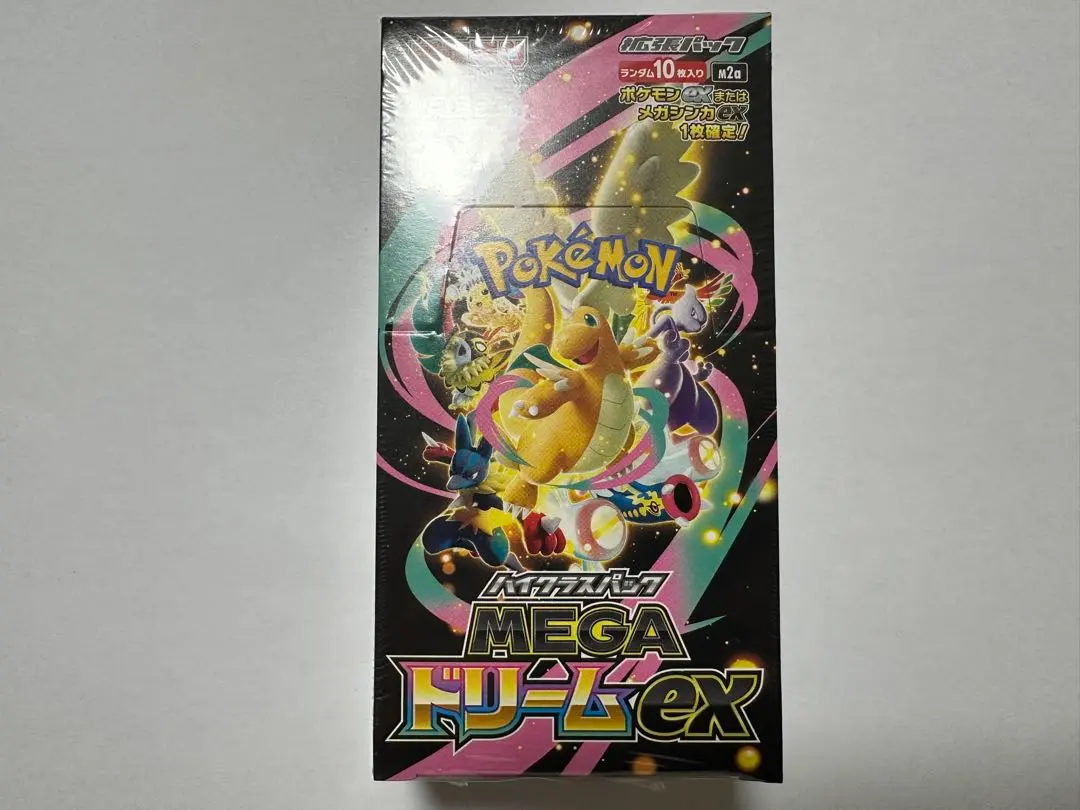 拡張パック
ランダム10枚入り M2a
ポケモンexまたは
メガシンカex
1枚確定!
POKÉMON
ハイクラスパック
MEGA
ドリームex